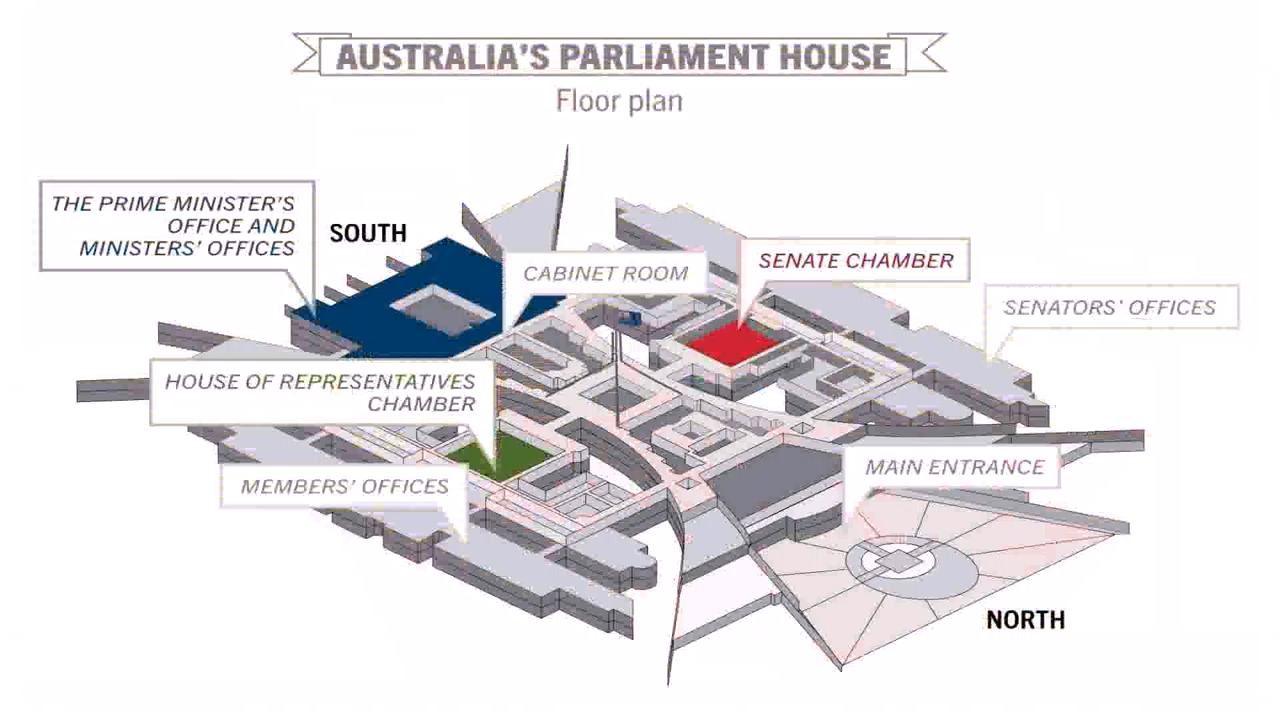 AUSTRALIA'S PARLIAMENT HOUSE
Floor plan
THE PRIME MINISTER'S
OFFICE AND
MINISTERS' OFFICES
SOUTH
CABINET ROOM
SENATE CHAMBER
SENATORS' OFFICES
HOUSE OF REPRESENTATIVES
CHAMBER
MEMBERS' OFFICES
MAIN ENTRANCE
NORTH